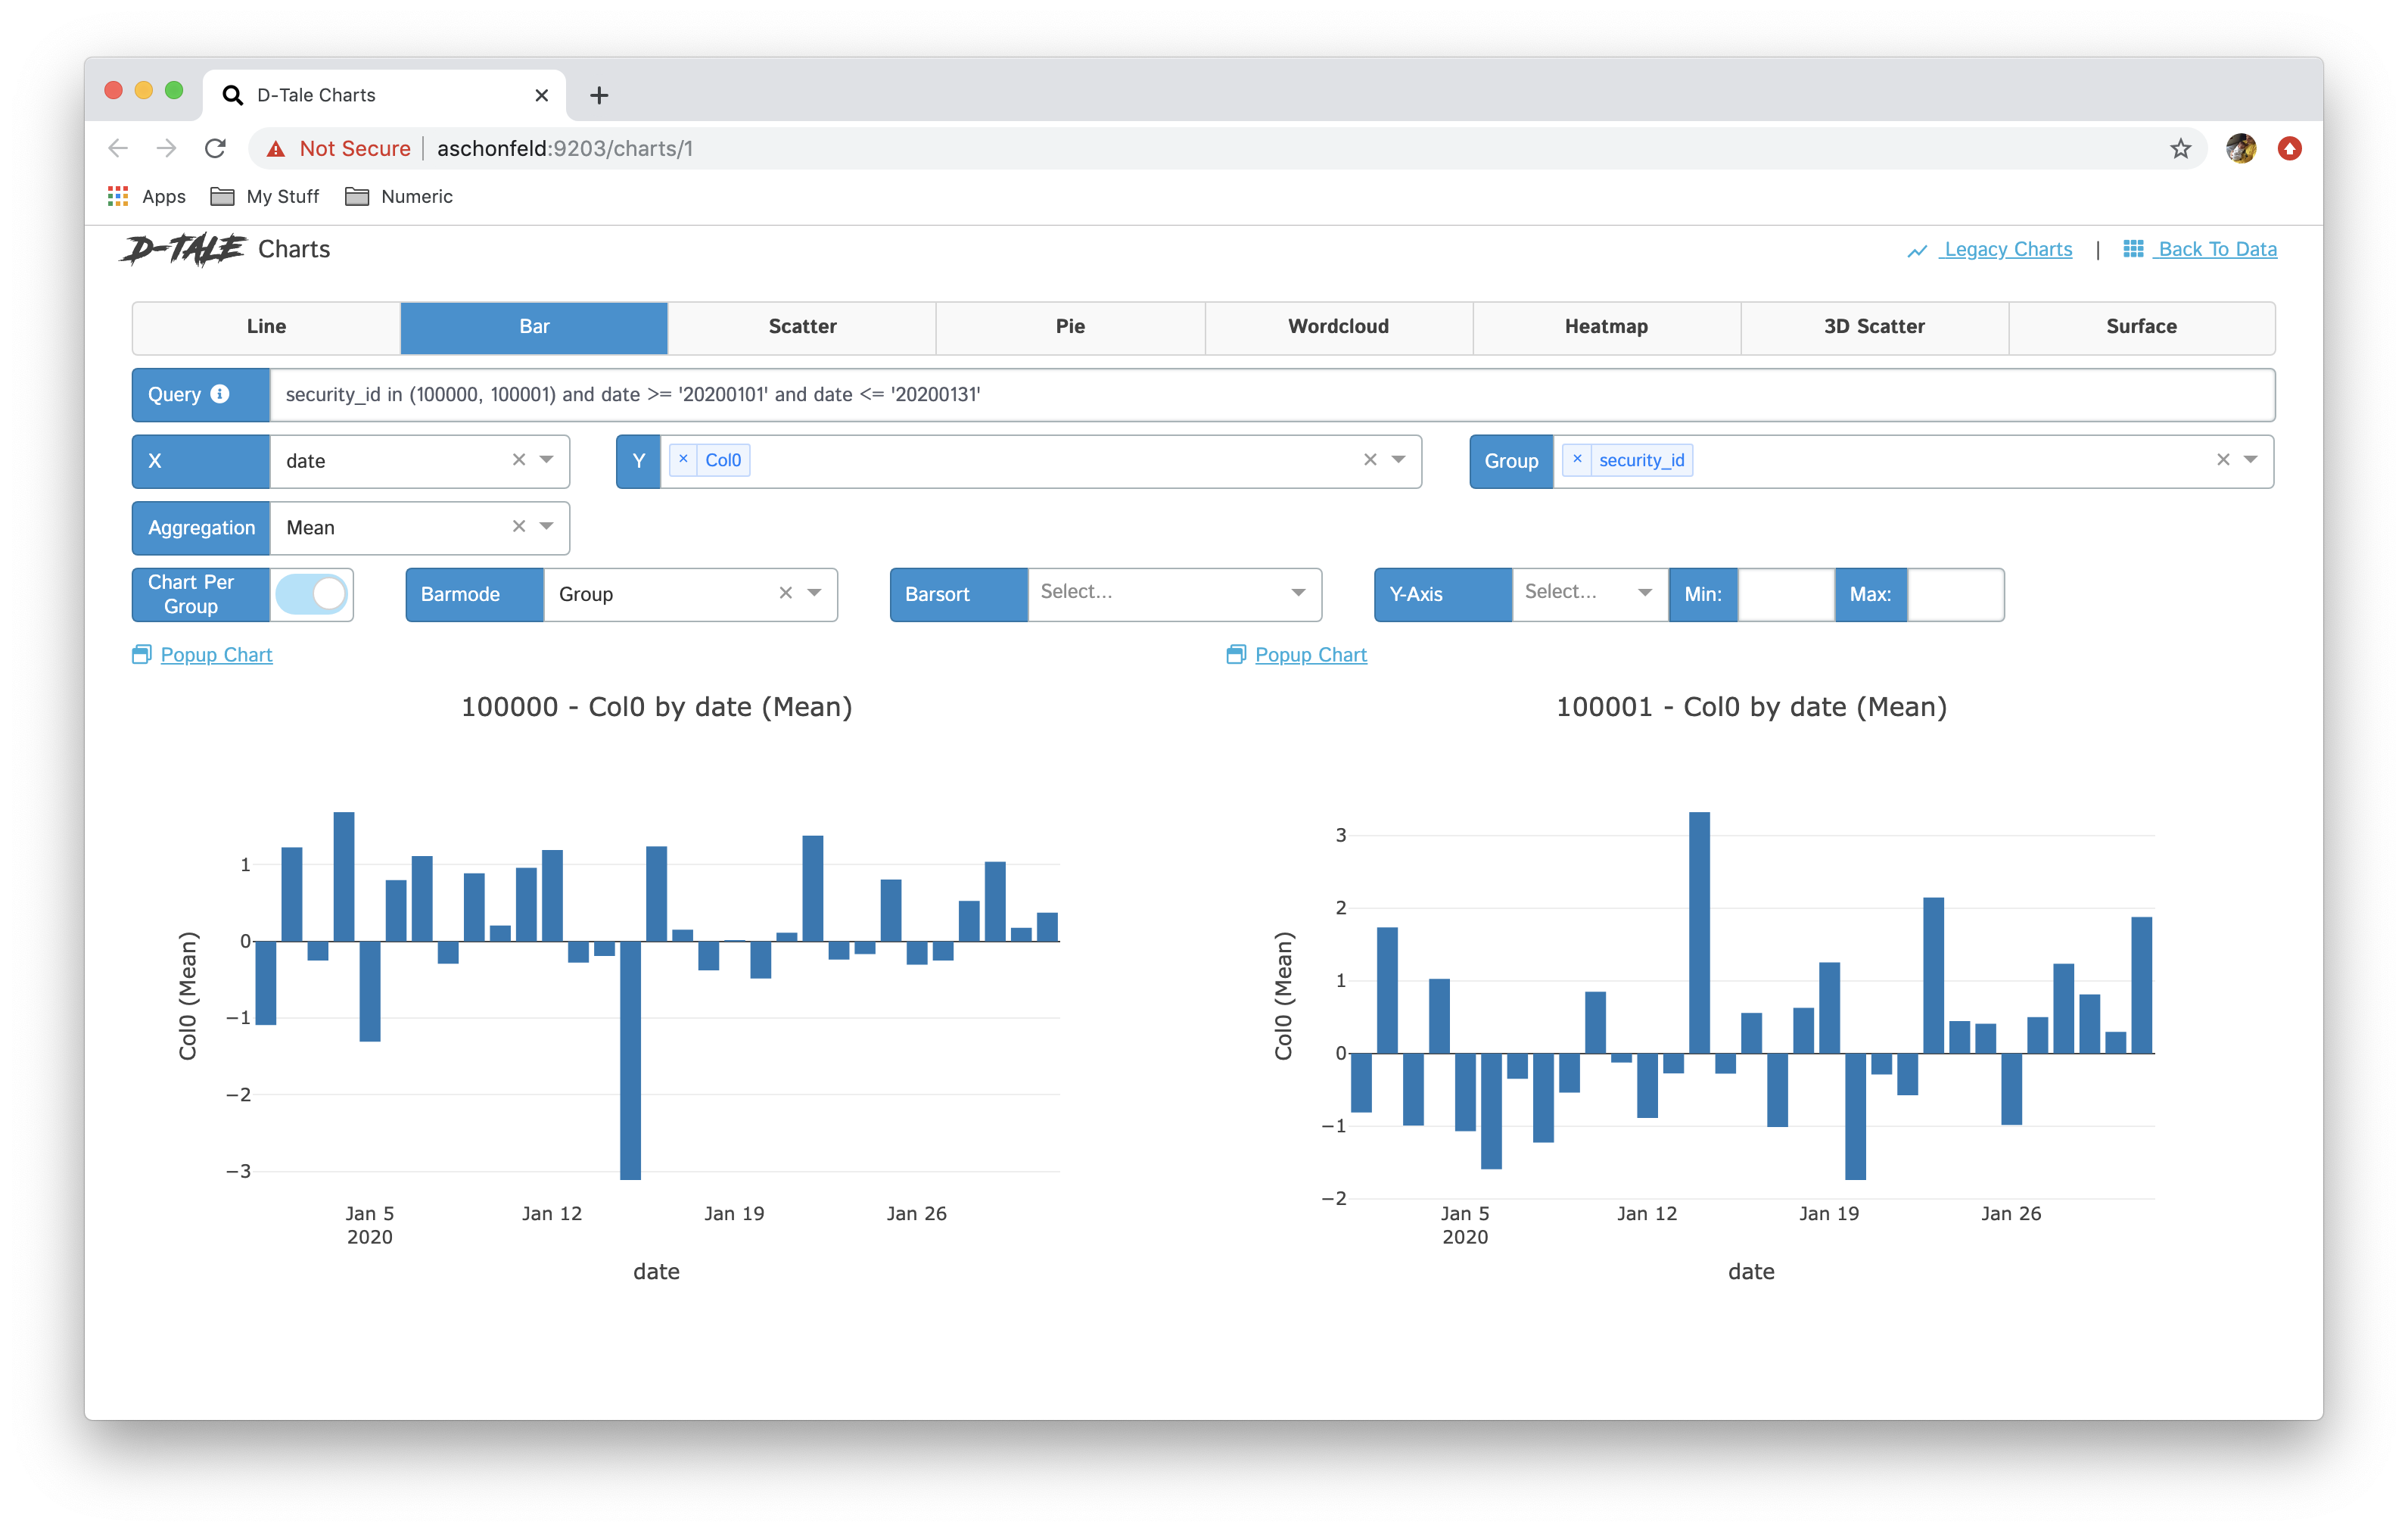 D-Tale Charts
Not Secure | aschonfeld:9203/charts/1
Apps My Stuff Numeric
D-TALE Charts Legacy Charts | Back To Data
Line Bar Scatter Pie Wordcloud Heatmap 3D Scatter Surface
Query security_id in (100000, 100001) and date >= '20200101' and date <= '20200131'
X date Y × Col0 Group × security_id
Aggregation Mean
Chart Per Group Barmode Group Barsort Select... Y-Axis Select... Min: Max:
Popup Chart Popup Chart
100000 - Col0 by date (Mean)
1
0
−1
−2
−3
Col0 (Mean)
Jan 5 Jan 12 Jan 19 Jan 26
2020
date
100001 - Col0 by date (Mean)
3
2
1
0
−1
−2
Col0 (Mean)
Jan 5 Jan 12 Jan 19 Jan 26
2020
date